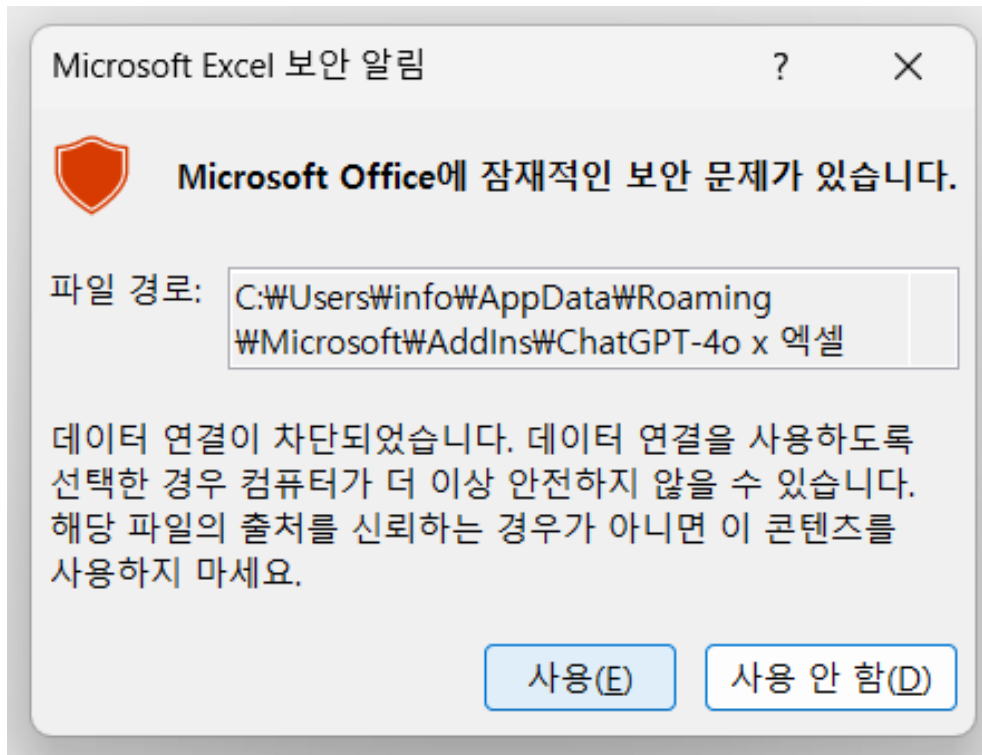 Microsoft Excel 보안 알림
?
Microsoft Office에 잠재적인 보안 문제가 있습니다.
파일 경로:
C:₩Users₩info₩AppData₩Roaming
₩Microsoft₩AddIns₩ChatGPT-4o x 엑셀
데이터 연결이 차단되었습니다. 데이터 연결을 사용하도록
선택한 경우 컴퓨터가 더 이상 안전하지 않을 수 있습니다.
해당 파일의 출처를 신뢰하는 경우가 아니면 이 콘텐츠를
사용하지 마세요.
사용(E)
사용 안 함(D)